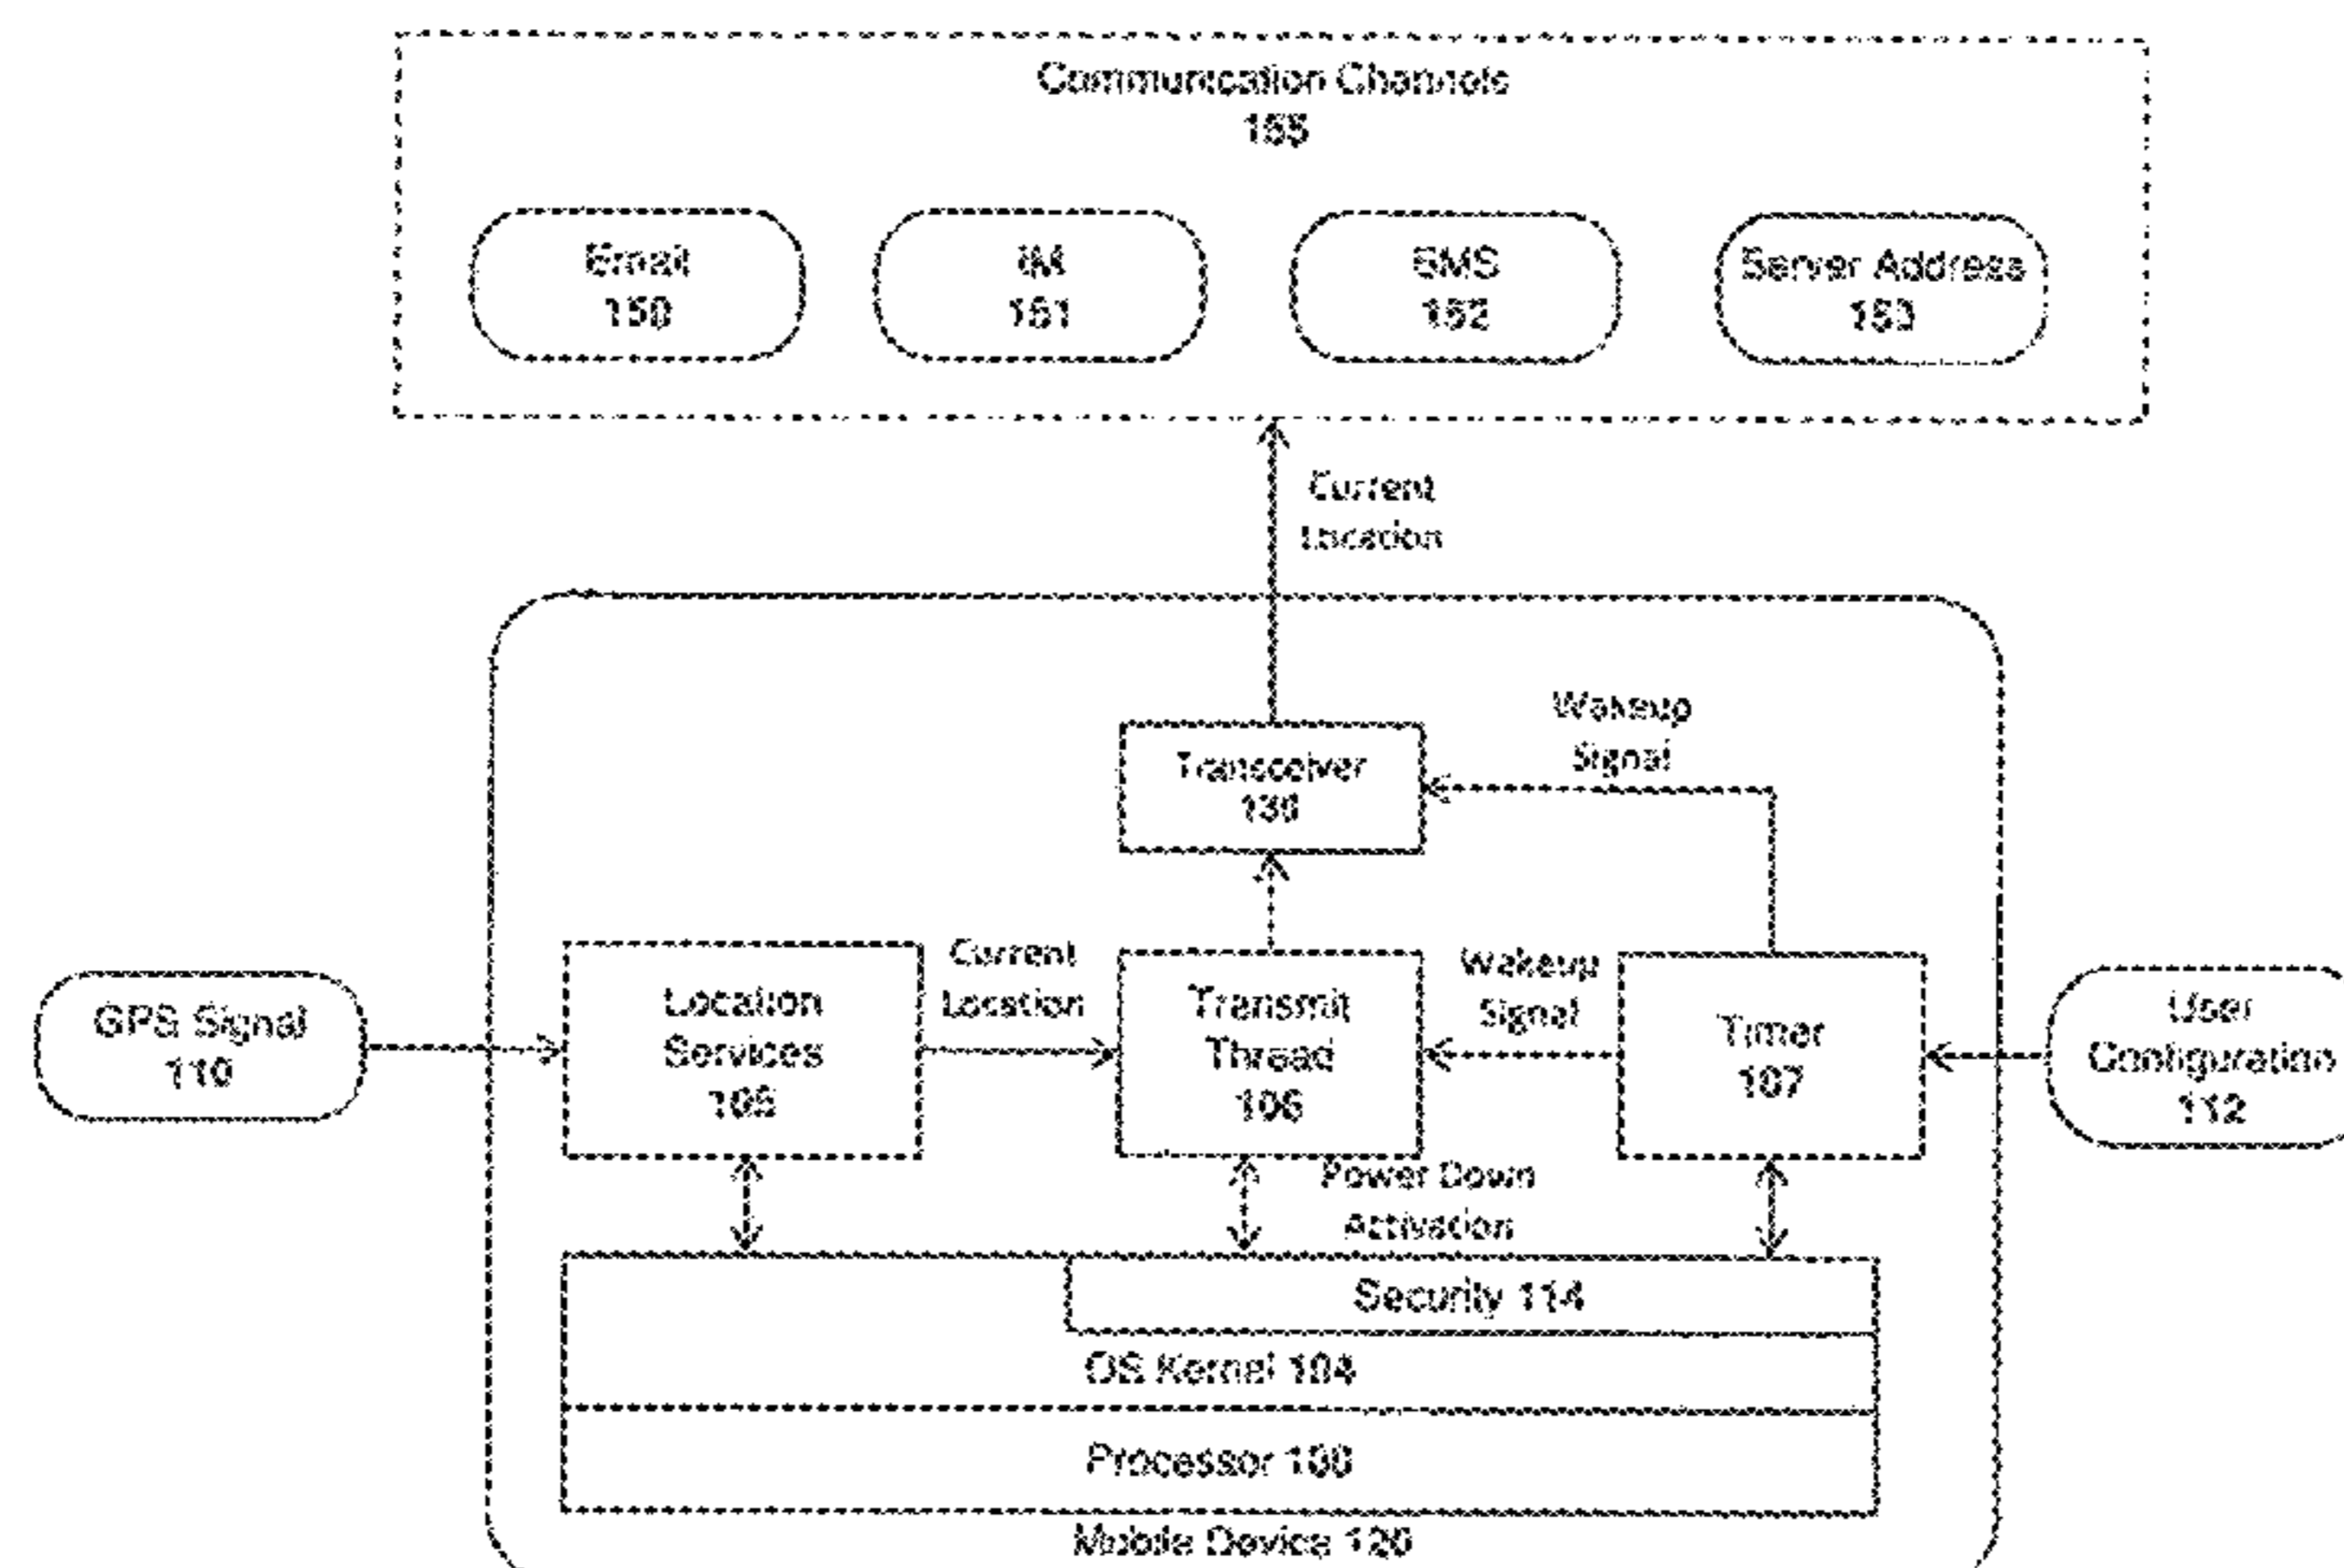 Communication Channels
155
Email
150
IM
151
SMS
152
Server Address
153
Current
Location
Wakeup
Signal
Transceiver
130
GPS Signal
110
Location
Services
105
Current
Location
Transmit
Thread
106
Wakeup
Signal
Timer
107
User
Configuration
112
Power Down
Activation
Security 114
OS Kernel 104
Processor 100
Mobile Device 120